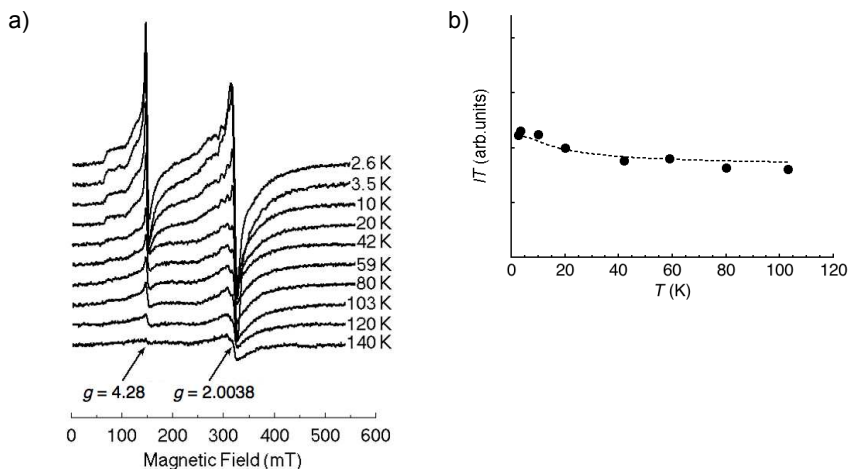 a)
2.6 K
3.5 K
10 K
20 K
42 K
59 K
80 K
103 K
120 K
140 K
g = 4.28
g = 2.0038
0 100 200 300 400 500 600
Magnetic Field (mT)
b)
IT (arb.units)
0 20 40 60 80 100 120
T (K)